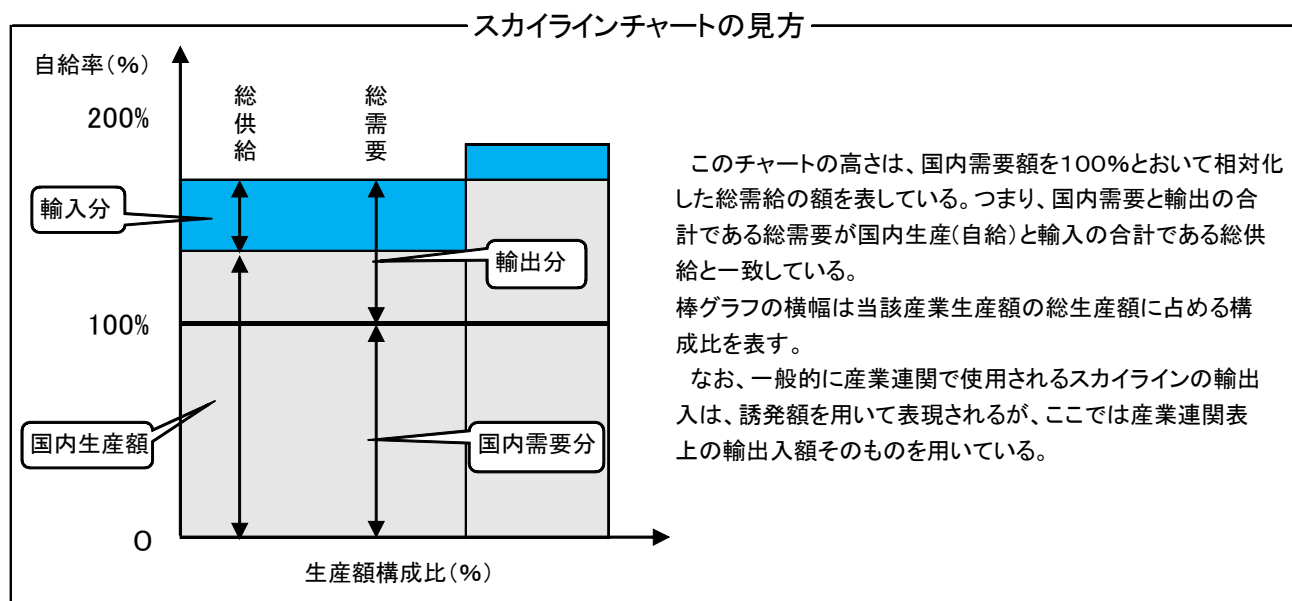 スカイラインチャートの見方
自給率(%)
200%
総供給
総需要
輸入分
輸出分
100%
国内生産額
国内需要分
0
生産額構成比(%)
このチャートの高さは、国内需要額を100%とおいて相対化
した総需給の額を表している。つまり、国内需要と輸出の合
計である総需要が国内生産(自給)と輸入の合計である総供
給と一致している。
棒グラフの横幅は当該産業生産額の総生産額に占める構
成比を表す。
なお、一般的に産業連関で使用されるスカイラインの輸出
入は、誘発額を用いて表現されるが、ここでは産業連関表
上の輸出入額そのものを用いている。